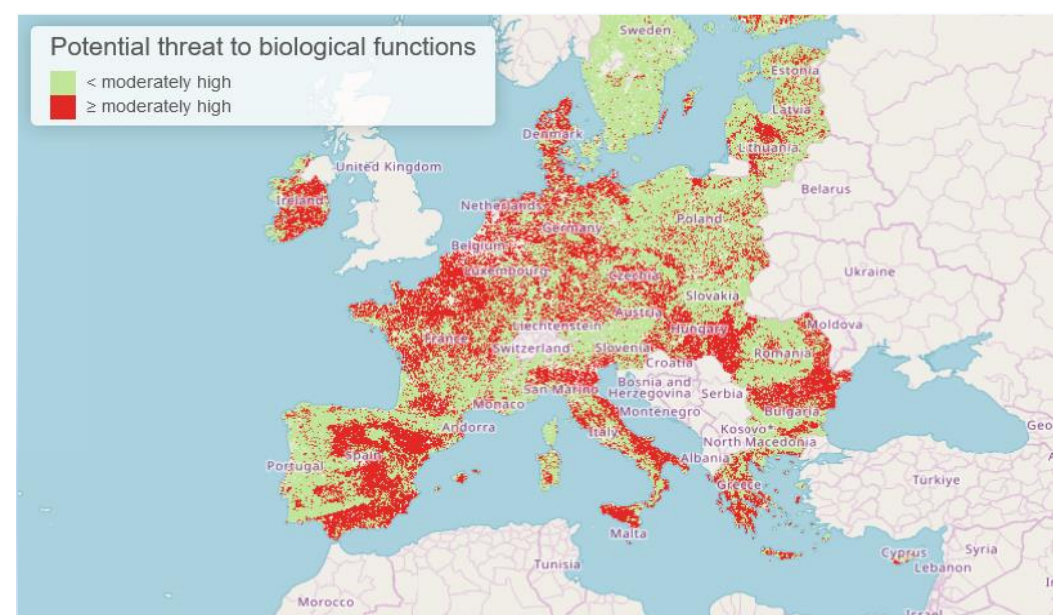 Potential threat to biological functions
< moderately high
≥ moderately high
Sweden
Estonia
Latvia
Denmark
Lithuania
United Kingdom
Belarus
Ireland
Netherlands
Poland
Germany
Belgium
Luxembourg
Czechia
Ukraine
Slovakia
Austria
Liechtenstein
Hungary
Moldova
France
Switzerland
Slovenia
Romania
Croatia
San Marino
Bosnia and
Herzegovina
Serbia
Monaco
Montenegro
Bulgaria
Andorra
Italy
Kosovo*
Geo
North Macedonia
Spain
Albania
Portugal
Türkiye
Greece
Malta
Cyprus
Syria
Tunisia
Lebanon
Morocco
Israel